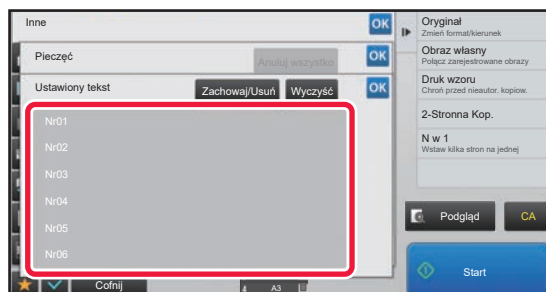 Inne
OK
Pieczęć
Anuluj wszystko
OK
Ustawiony tekst
Zachowaj/Usuń
Wyczyść
OK
Nr01
Nr02
Nr03
Nr04
Nr05
Nr06
Cofnij
A3
Oryginał
Zmień format/kierunek
Obraz własny
Połącz zarejestrowane obrazy
Druk wzoru
Chroń przed nieautor. kopiow.
2-Stronna Kop.
N w 1
Wstaw kilka stron na jednej
Podgląd
CA
Start